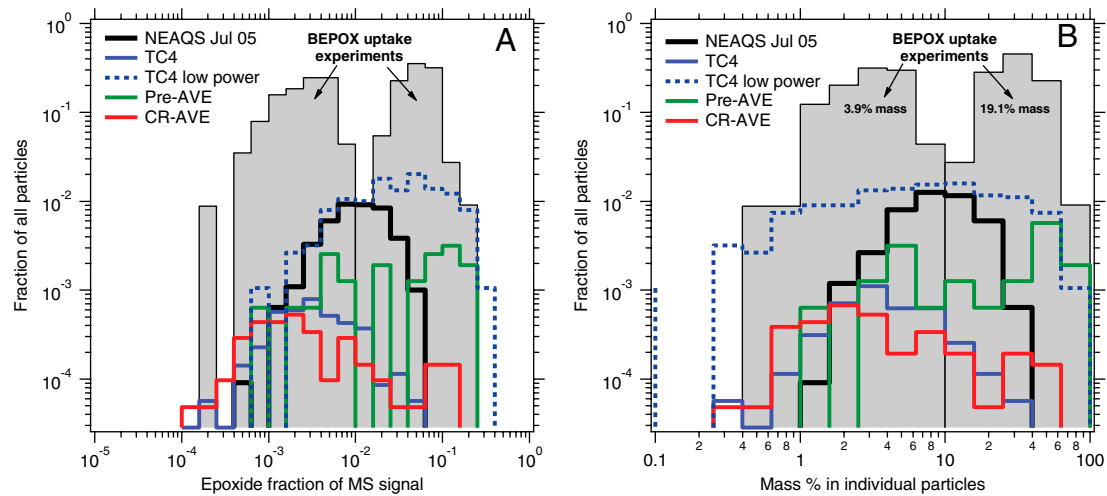 A
NEAQS Jul 05
TC4
TC4 low power
Pre-AVE
CR-AVE
BEPOX uptake
experiments
Fraction of all particles
10^0
10^-1
10^-2
10^-3
10^-4
10^-5
10^-4
10^-3
10^-2
10^-1
10^0
Epoxide fraction of MS signal
B
NEAQS Jul 05
TC4
TC4 low power
Pre-AVE
CR-AVE
BEPOX uptake
experiments
3.9% mass
19.1% mass
Fraction of all particles
10^0
10^-1
10^-2
10^-3
10^-4
0.1 2 4 6 8 1 2 4 6 8 10 2 4 6 8 100
Mass % in individual particles